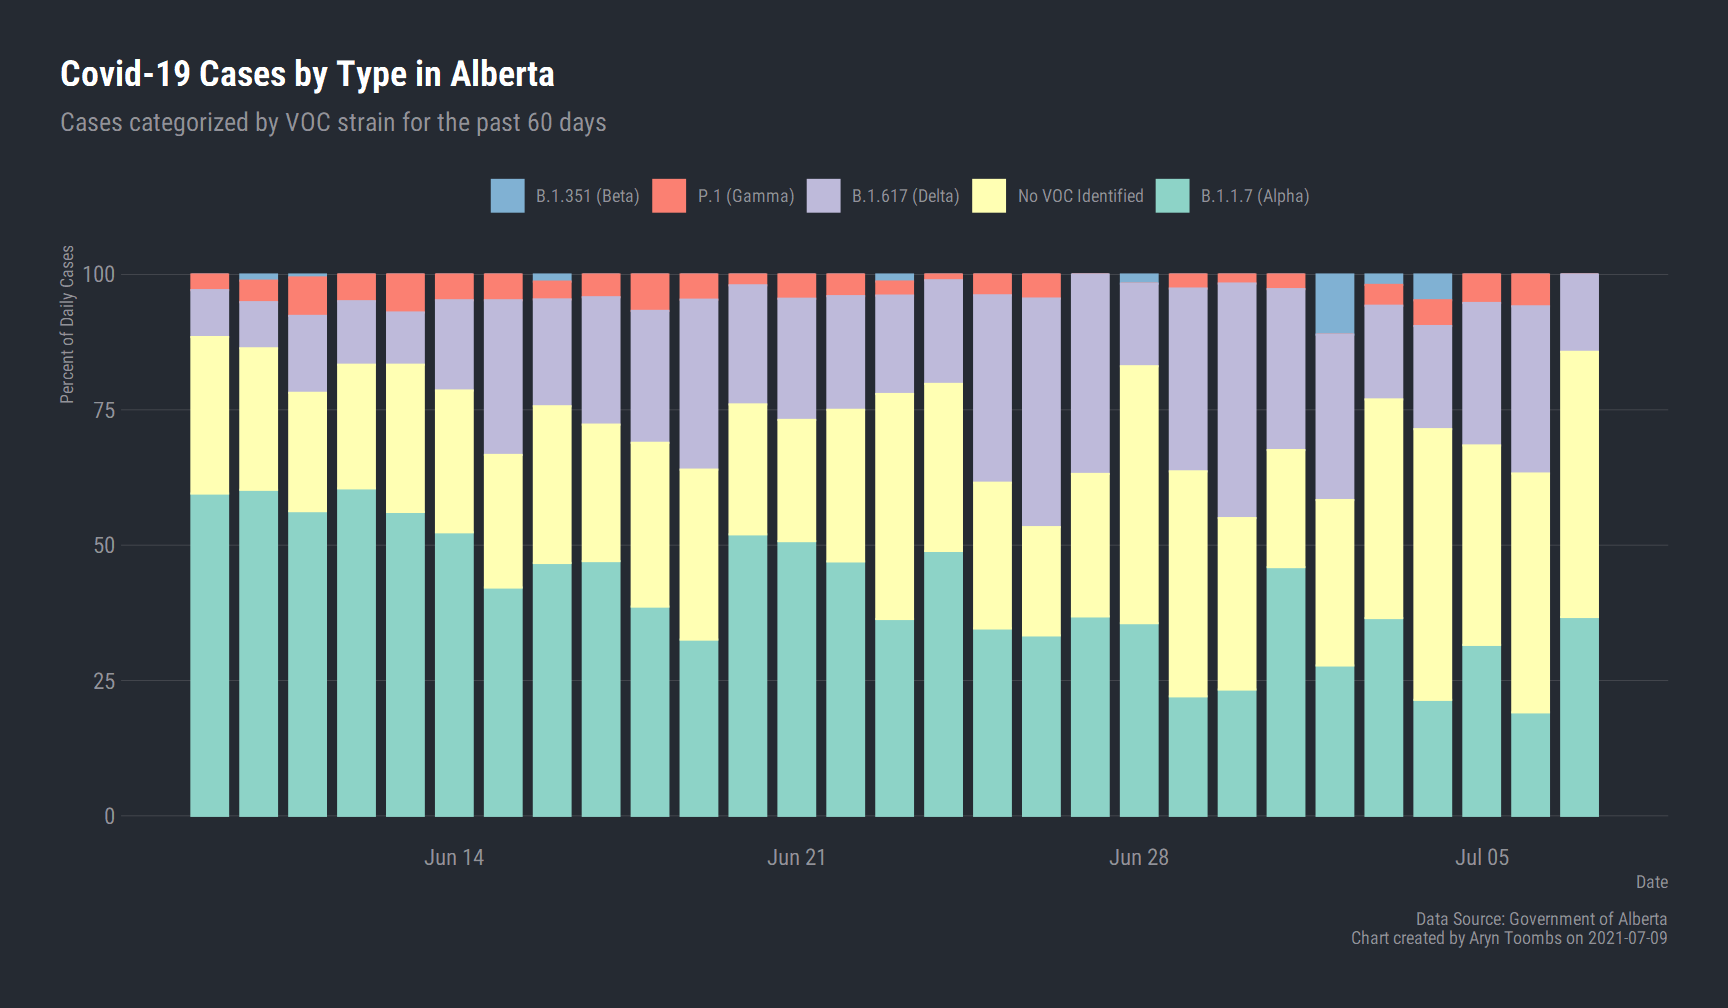 Covid-19 Cases by Type in Alberta
Cases categorized by VOC strain for the past 60 days
B.1.351 (Beta) P.1 (Gamma) B.1.617 (Delta) No VOC Identified B.1.1.7 (Alpha)
Percent of Daily Cases
100
75
50
25
0
Jun 14 Jun 21 Jun 28 Jul 05
Date
Data Source: Government of Alberta
Chart created by Aryn Toombs on 2021-07-09